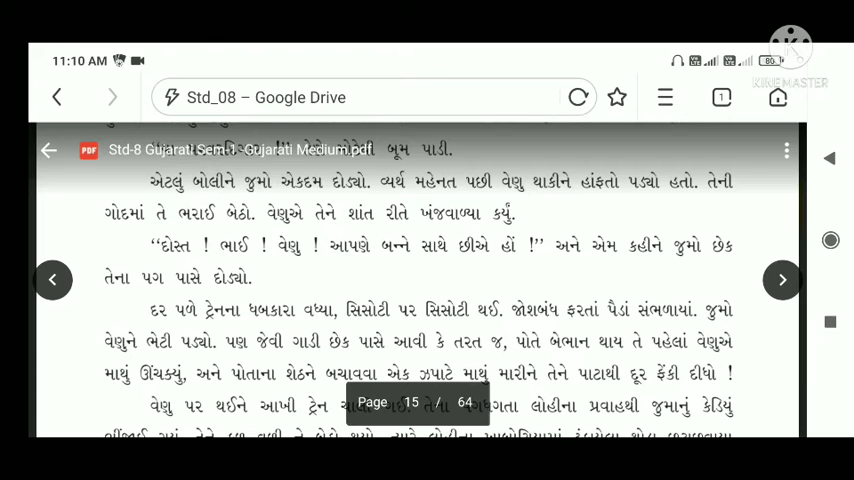 11:10 AM
KINEMASTER
Std_08 – Google Drive
1
PDF Std-8 Gujarati Sem-1- Gujarati Medium.pdf બૂમ પાડી.
એટલું બોલીને જુમો એકદમ દોડ્યો. વ્યર્થ મહેનત પછી વેણુ થાકીને હાંફતો પડ્યો હતો. તેની
ગોદમાં તે ભરાઈ બેઠો. વેણુએ તેને શાંત રીતે ખંજવાળ્યા કર્યું.
‘‘દોસ્ત ! ભાઈ ! વેણુ ! આપણે બન્ને સાથે છીએ હોં !’’ અને એમ કહીને જુમો છેક
તેના પગ પાસે દોડ્યો.
દર પળે ટ્રેનના ધબકારા વધ્યા, સિસોટી પર સિસોટી થઈ. જોશબંધ ફરતાં પૈડાં સંભળાયાં. જુમો
વેણુને ભેટી પડ્યો. પણ જેવી ગાડી છેક પાસે આવી કે તરત જ, પોતે બેભાન થાય તે પહેલાં વેણુએ
માથું ઊંચક્યું, અને પોતાના શેઠને બચાવવા એક ઝપાટે માથું મારીને તેને પાટાથી દૂર ફેંકી દીધો !
વેણુ પર થઈને આખી ટ્રેન લોહીના પ્રવાહથી જુમાનું કેડિયું
Page 15 / 64